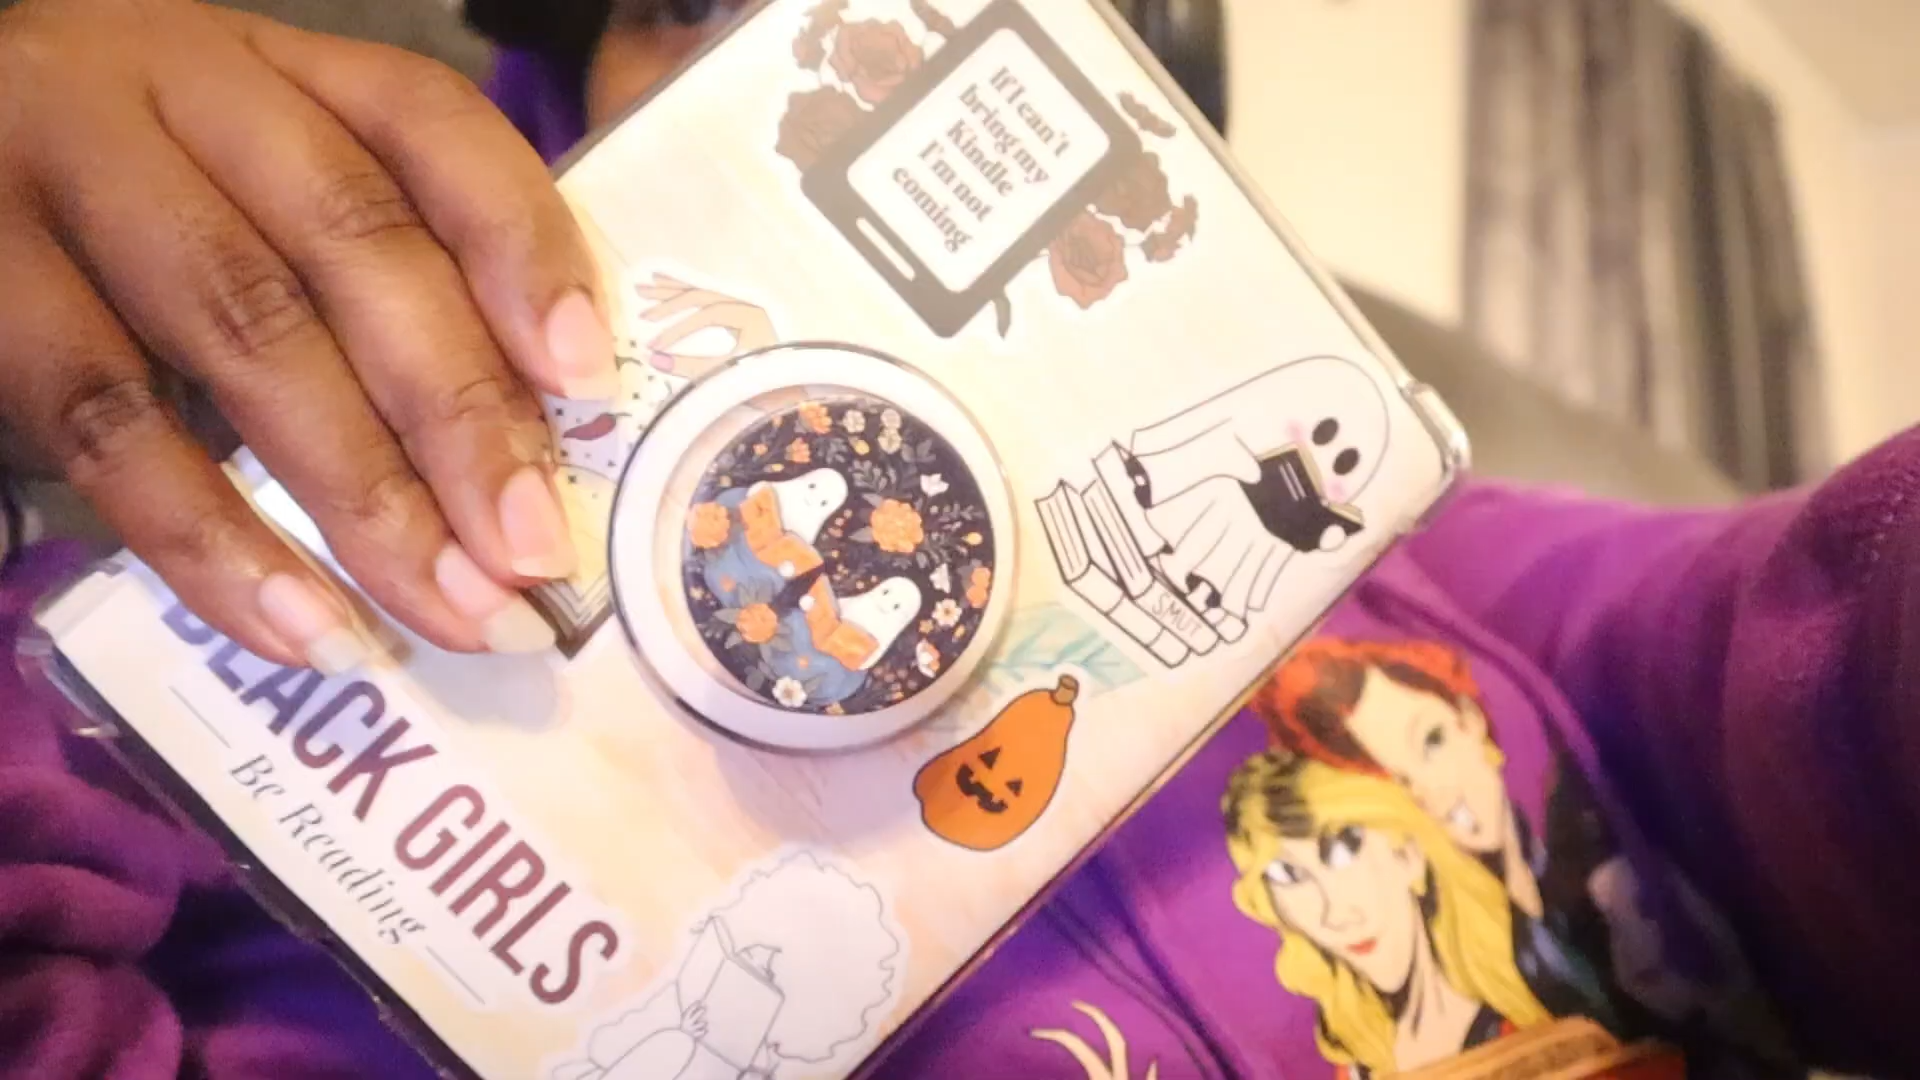 If I can't
bring my
Kindle
I'm not
coming
SMUT
BLACK GIRLS
Be Reading